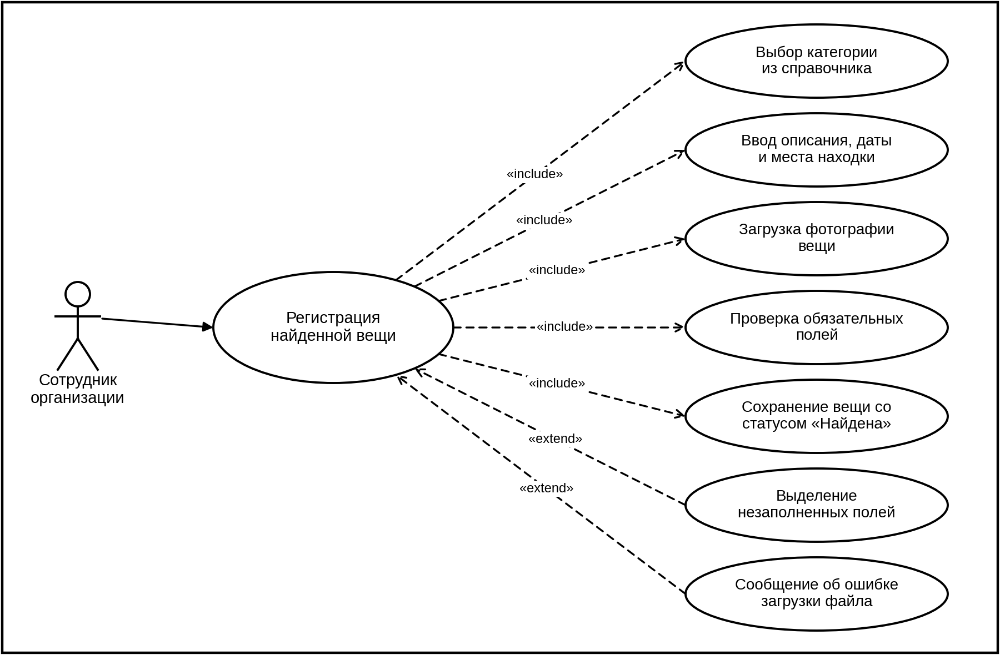 Выбор категории
из справочника
«include»
Ввод описания, даты
и места находки
«include»
Загрузка фотографии
вещи
«include»
Регистрация
найденной вещи
«include»
Проверка обязательных
полей
Сотрудник
организации
«include»
Сохранение вещи со
статусом «Найдена»
«extend»
Выделение
незаполненных полей
«extend»
Сообщение об ошибке
загрузки файла